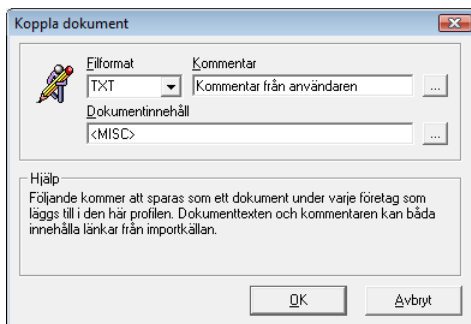 Koppla dokument
Filformat Kommentar
TXT Kommentar från användaren ...
Dokumentinnehåll
<MISC> ...
Hjälp
Följande kommer att sparas som ett dokument under varje företag som
läggs till i den här profilen. Dokumenttexten och kommentaren kan båda
innehålla länkar från importkällan.
OK Avbryt